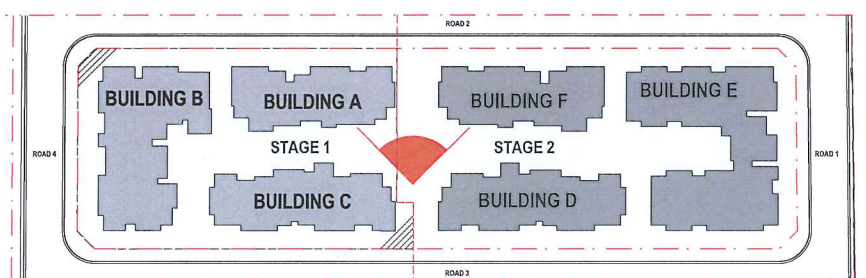 ROAD 2
BUILDING B
BUILDING A
BUILDING F
BUILDING E
ROAD 4
STAGE 1
STAGE 2
ROAD 1
BUILDING C
BUILDING D
ROAD 3